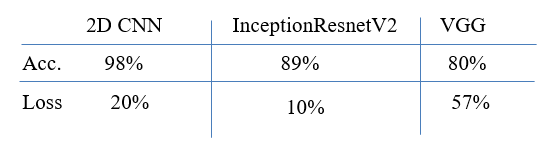 2D CNN InceptionResnetV2 VGG
Acc. 98% 89% 80%
Loss 20% 10% 57%